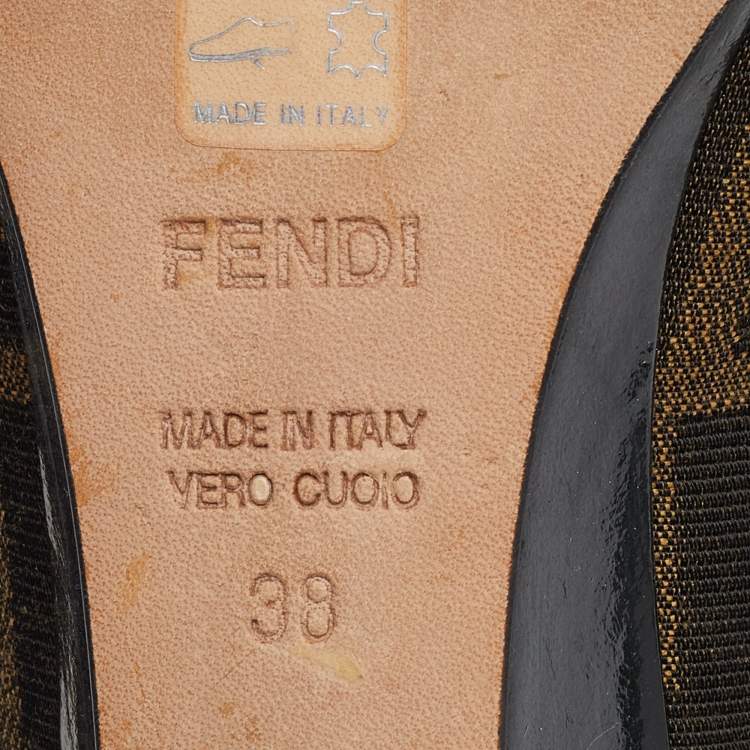 MADE IN ITALY
FENDI
MADE IN ITALY
VERO CUOIO
38